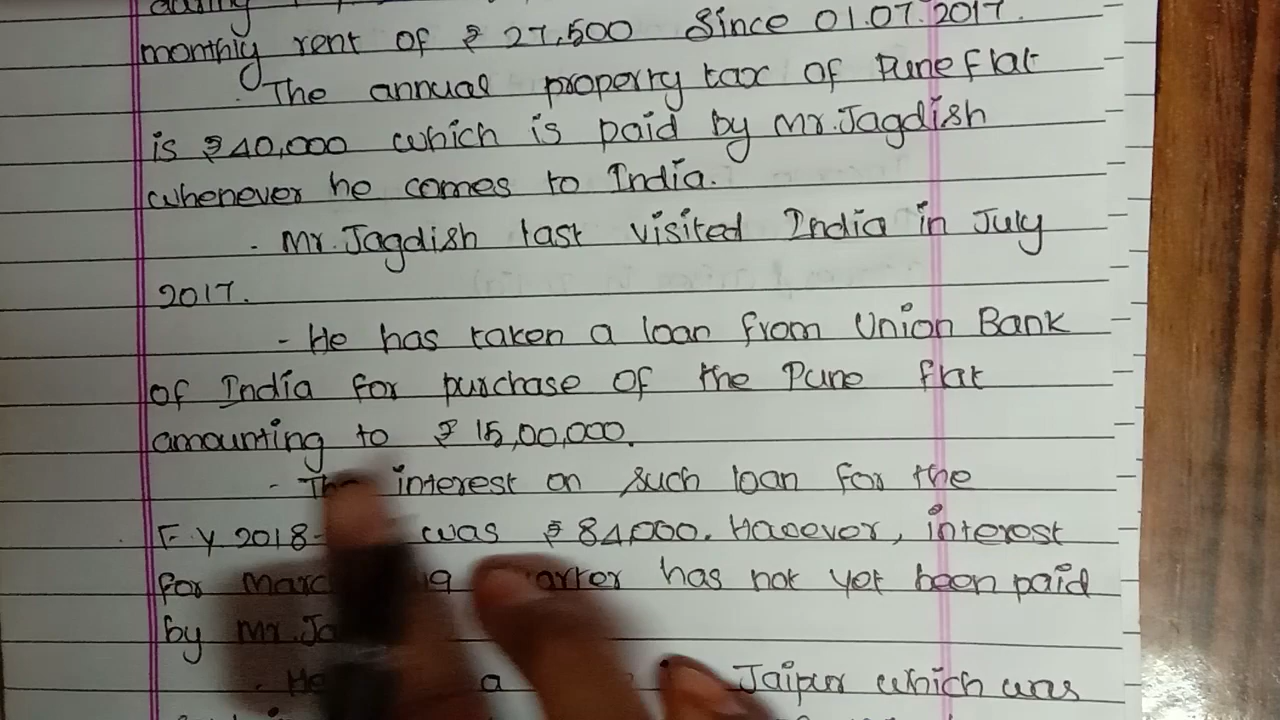 monthly rent of ₹ 27,500 Since 01.07.2017.
- The annual property tax of Pune Flat
is ₹40,000 which is paid by Mr.Jagdish
whenever he comes to India.
- Mr.Jagdish last visited India in July
2017.
- He has taken a loan from Union Bank
of India for purchase of the Pune flat
amounting to ₹ 15,00,000.
- The interest on such loan for the
F.Y 2018- was ₹84,000. However, interest
for has not yet been paid
by Mr.
- He a Jaipur which was